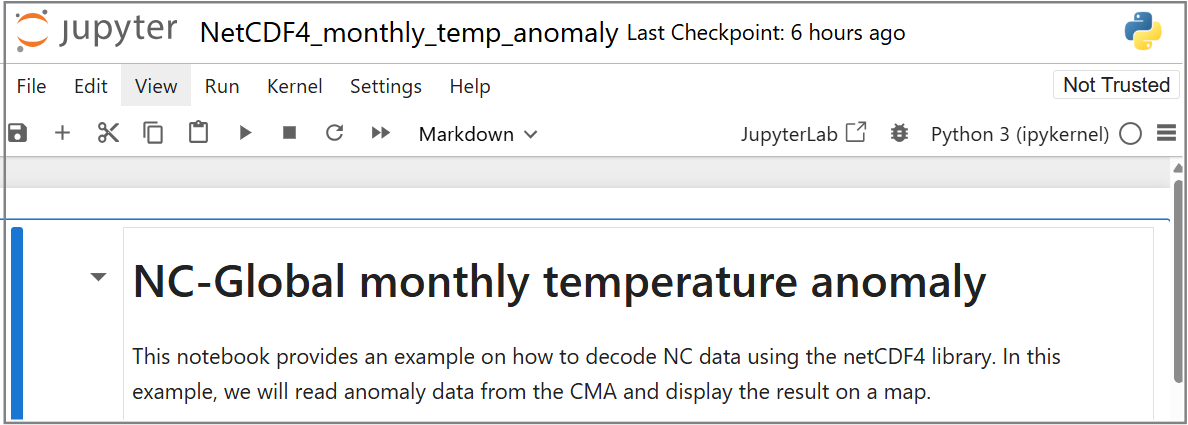 jupyter NetCDF4_monthly_temp_anomaly Last Checkpoint: 6 hours ago
File Edit View Run Kernel Settings Help Not Trusted
Markdown JupyterLab Python 3 (ipykernel)
NC-Global monthly temperature anomaly
This notebook provides an example on how to decode NC data using the netCDF4 library. In this
example, we will read anomaly data from the CMA and display the result on a map.